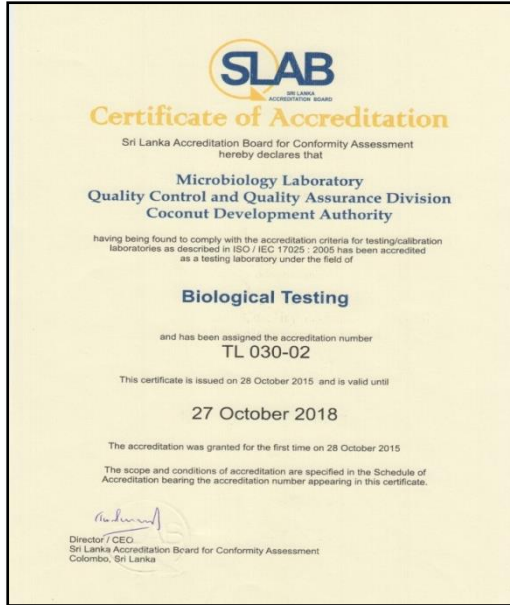 SLAB
SRI LANKA
ACCREDITATION BOARD
Certificate of Accreditation
Sri Lanka Accreditation Board for Conformity Assessment
hereby declares that
Microbiology Laboratory
Quality Control and Quality Assurance Division
Coconut Development Authority
having being found to comply with the accreditation criteria for testing/calibration
laboratories as described in ISO / IEC 17025 : 2005 has been accredited
as a testing laboratory under the field of
Biological Testing
and has been assigned the accreditation number
TL 030-02
This certificate is issued on 28 October 2015 and is valid until
27 October 2018
The accreditation was granted for the first time on 28 October 2015
The scope and conditions of accreditation are specified in the Schedule of
Accreditation bearing the accreditation number appearing in this certificate.
Director / CEO
Sri Lanka Accreditation Board for Conformity Assessment
Colombo, Sri Lanka